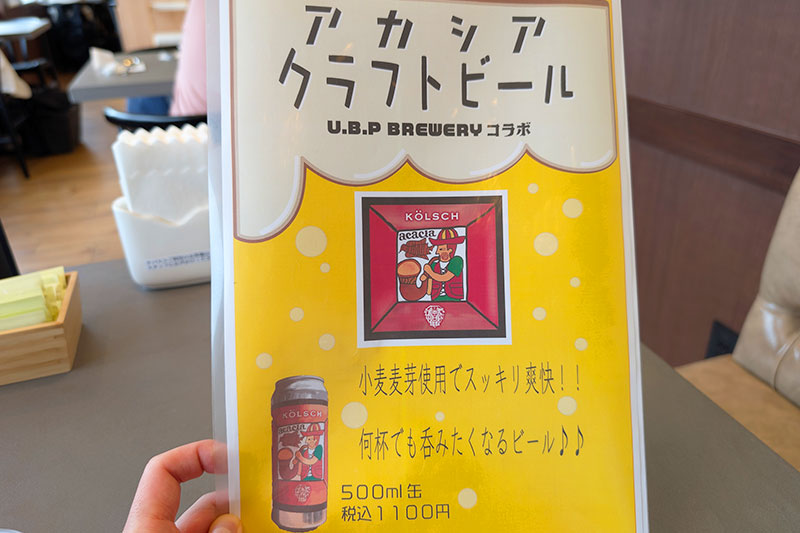 アカシア
クラフトビール
U.B.P BREWERY コラボ
KÖLSCH
acacia
小麦麦芽使用でスッキリ爽快！！
何杯でも呑みたくなるビール♪♪
KÖLSCH
acacia
500ml缶
税込1100円